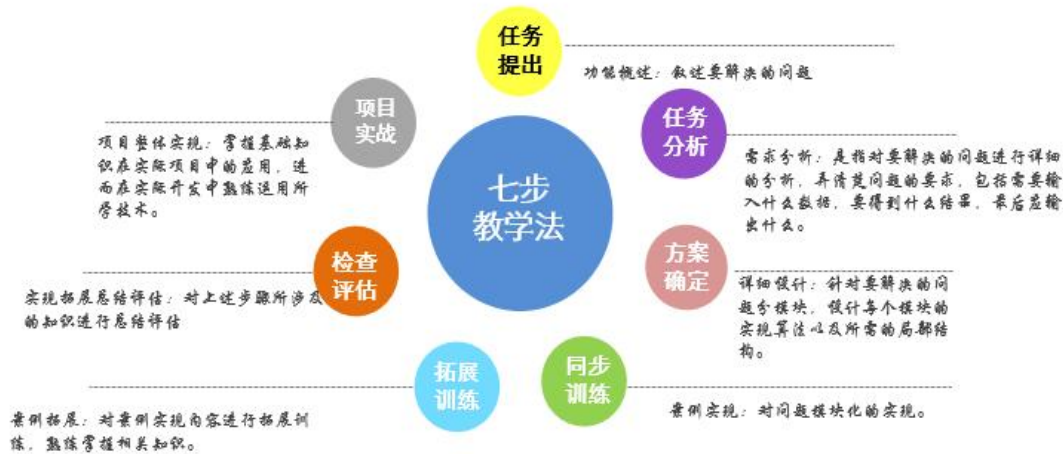 任务
提出
功能概述：叙述要解决的问题
任务
分析
需求分析：是指对要解决的问题进行详细
的分析，弄清楚问题的要求，包括需要输
入什么数据，要得到什么结果，最后应输
出什么。
方案
确定
详细设计：针对要解决的问
题分模块，设计每个模块的
实现算法以及所需的局部结
构。
同步
训练
案例实现：对问题模块化的实现。
拓展
训练
案例拓展：对案例实现内容进行拓展训
练，熟练掌握相关知识。
检查
评估
实现拓展总结评估：对上述步骤所涉及
的知识进行总结评估
项目
实战
项目整体实现：掌握基础知
识在实际项目中的应用，进
而在实际开发中熟练运用所
学技术。
七步
教学法